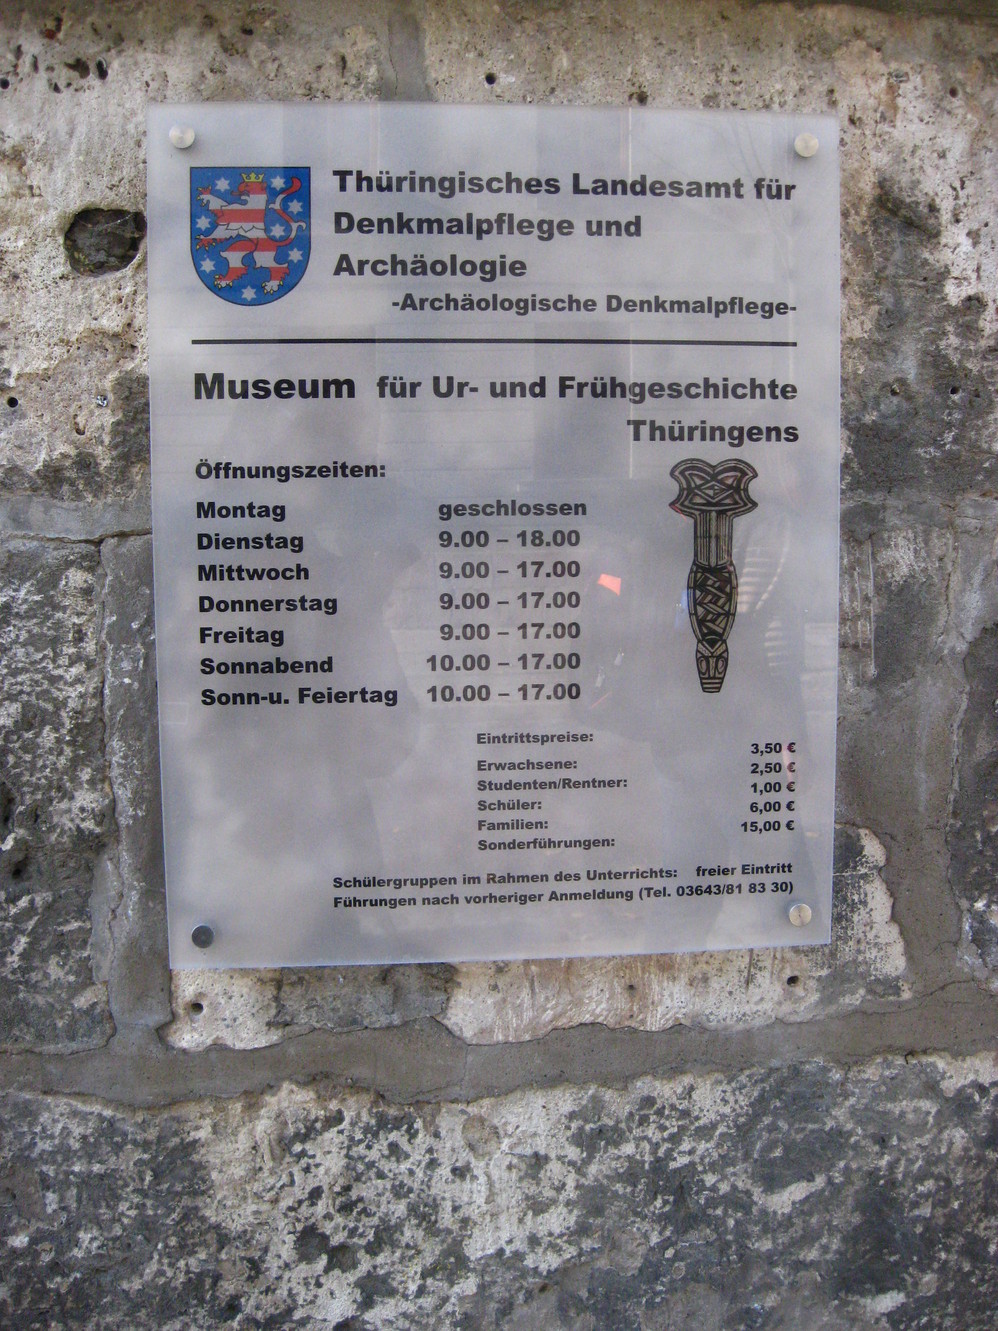 Thüringisches Landesamt für
Denkmalpflege und
Archäologie
-Archäologische Denkmalpflege-
Museum für Ur- und Frühgeschichte
Thüringens
Öffnungszeiten:
Montag geschlossen
Dienstag 9.00 – 18.00
Mittwoch 9.00 – 17.00
Donnerstag 9.00 – 17.00
Freitag 9.00 – 17.00
Sonnabend 10.00 – 17.00
Sonn-u. Feiertag 10.00 – 17.00
Eintrittspreise:
Erwachsene: 3,50 €
Studenten/Rentner: 2,50 €
Schüler: 1,00 €
Familien: 6,00 €
Sonderführungen: 15,00 €
Schülergruppen im Rahmen des Unterrichts: freier Eintritt
Führungen nach vorheriger Anmeldung (Tel. 03643/81 83 30)